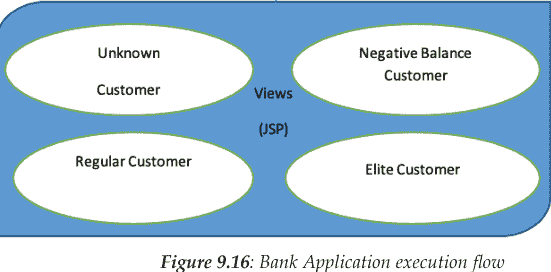 Unknown
Customer
Negative Balance
Customer
Views
(JSP)
Regular Customer
Elite Customer
Figure 9.16: Bank Application execution flow